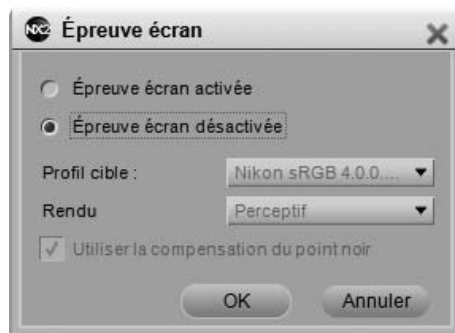 NX2 Épreuve écran
Épreuve écran activée
Épreuve écran désactivée
Profil cible : Nikon sRGB 4.0.0....
Rendu Perceptif
Utiliser la compensation du point noir
OK Annuler